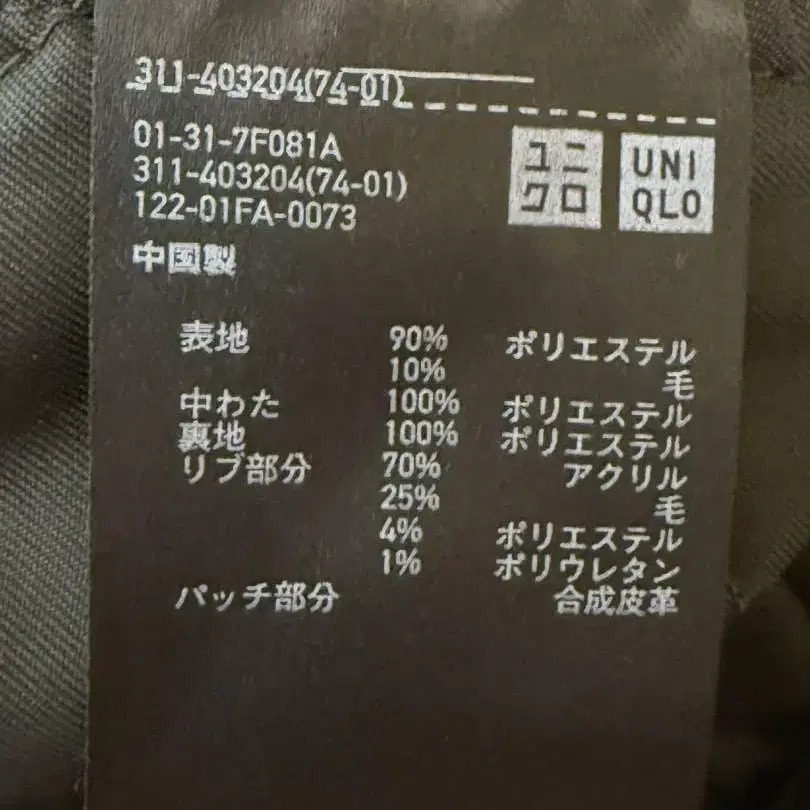 311-403204(74-01)
01-31-7F081A
311-403204(74-01)
122-01FA-0073
ユニクロ
UNIQLO
中国製
表地 90% ポリエステル
10% 毛
中わた 100% ポリエステル
裏地 100% ポリエステル
リブ部分 70% アクリル
25% 毛
4% ポリエステル
1% ポリウレタン
パッチ部分 合成皮革